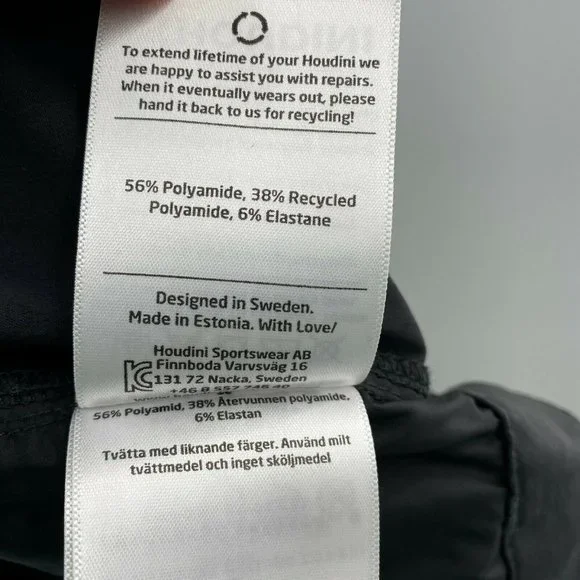 To extend lifetime of your Houdini we
are happy to assist you with repairs.
When it eventually wears out, please
hand it back to us for recycling!
56% Polyamide, 38% Recycled
Polyamide, 6% Elastane
Designed in Sweden.
Made in Estonia. With Love/
Houdini Sportswear AB
Finnboda Varvsväg 16
131 72 Nacka, Sweden
56% Polyamid, 38% Återvunnen polyamide,
6% Elastan
Tvätta med liknande färger. Använd milt
tvättmedel och inget sköljmedel